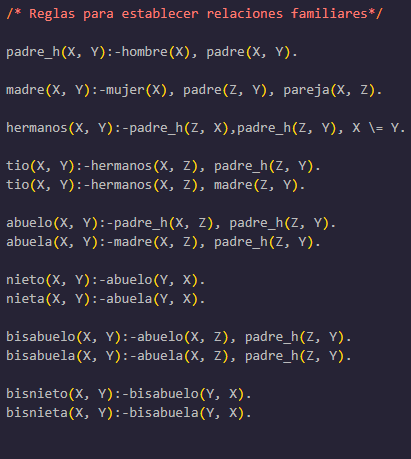 /* Reglas para establecer relaciones familiares*/
padre_h(X, Y):-hombre(X), padre(X, Y).
madre(X, Y):-mujer(X), padre(Z, Y), pareja(X, Z).
hermanos(X, Y):-padre_h(Z, X),padre_h(Z, Y), X \= Y.
tio(X, Y):-hermanos(X, Z), padre_h(Z, Y).
tio(X, Y):-hermanos(X, Z), madre(Z, Y).
abuelo(X, Y):-padre_h(X, Z), padre_h(Z, Y).
abuela(X, Y):-madre(X, Z), padre_h(Z, Y).
nieto(X, Y):-abuelo(Y, X).
nieta(X, Y):-abuela(Y, X).
bisabuelo(X, Y):-abuelo(X, Z), padre_h(Z, Y).
bisabuela(X, Y):-abuela(X, Z), padre_h(Z, Y).
bisnieto(X, Y):-bisabuelo(Y, X).
bisnieta(X, Y):-bisabuela(Y, X).